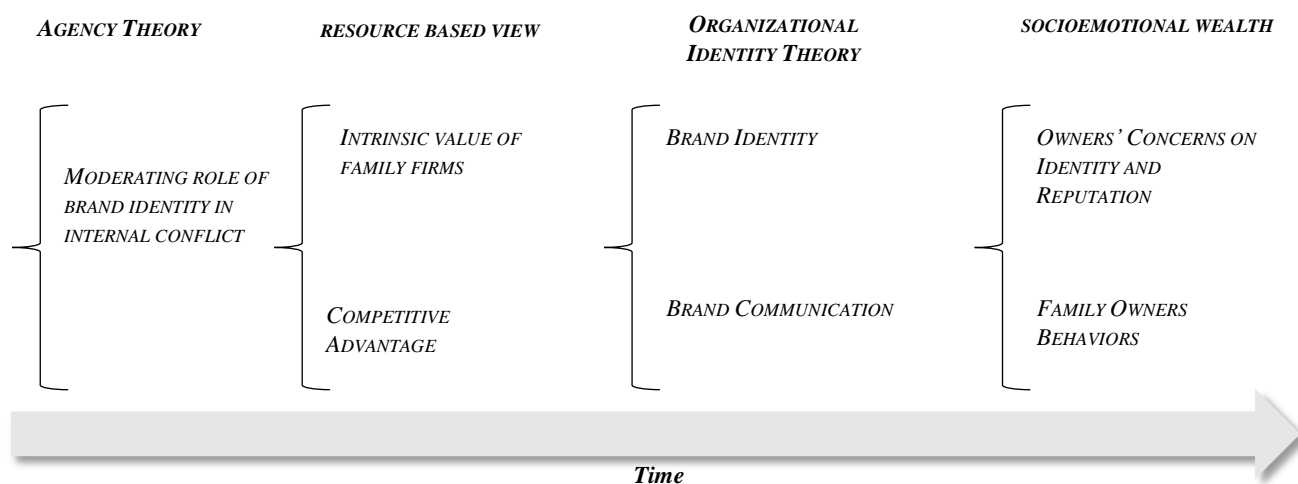 AGENCY THEORY
RESOURCE BASED VIEW
ORGANIZATIONAL
IDENTITY THEORY
SOCIOEMOTIONAL WEALTH
MODERATING ROLE OF
BRAND IDENTITY IN
INTERNAL CONFLICT
INTRINSIC VALUE OF
FAMILY FIRMS
COMPETITIVE
ADVANTAGE
BRAND IDENTITY
BRAND COMMUNICATION
OWNERS' CONCERNS ON
IDENTITY AND
REPUTATION
FAMILY OWNERS
BEHAVIORS
Time